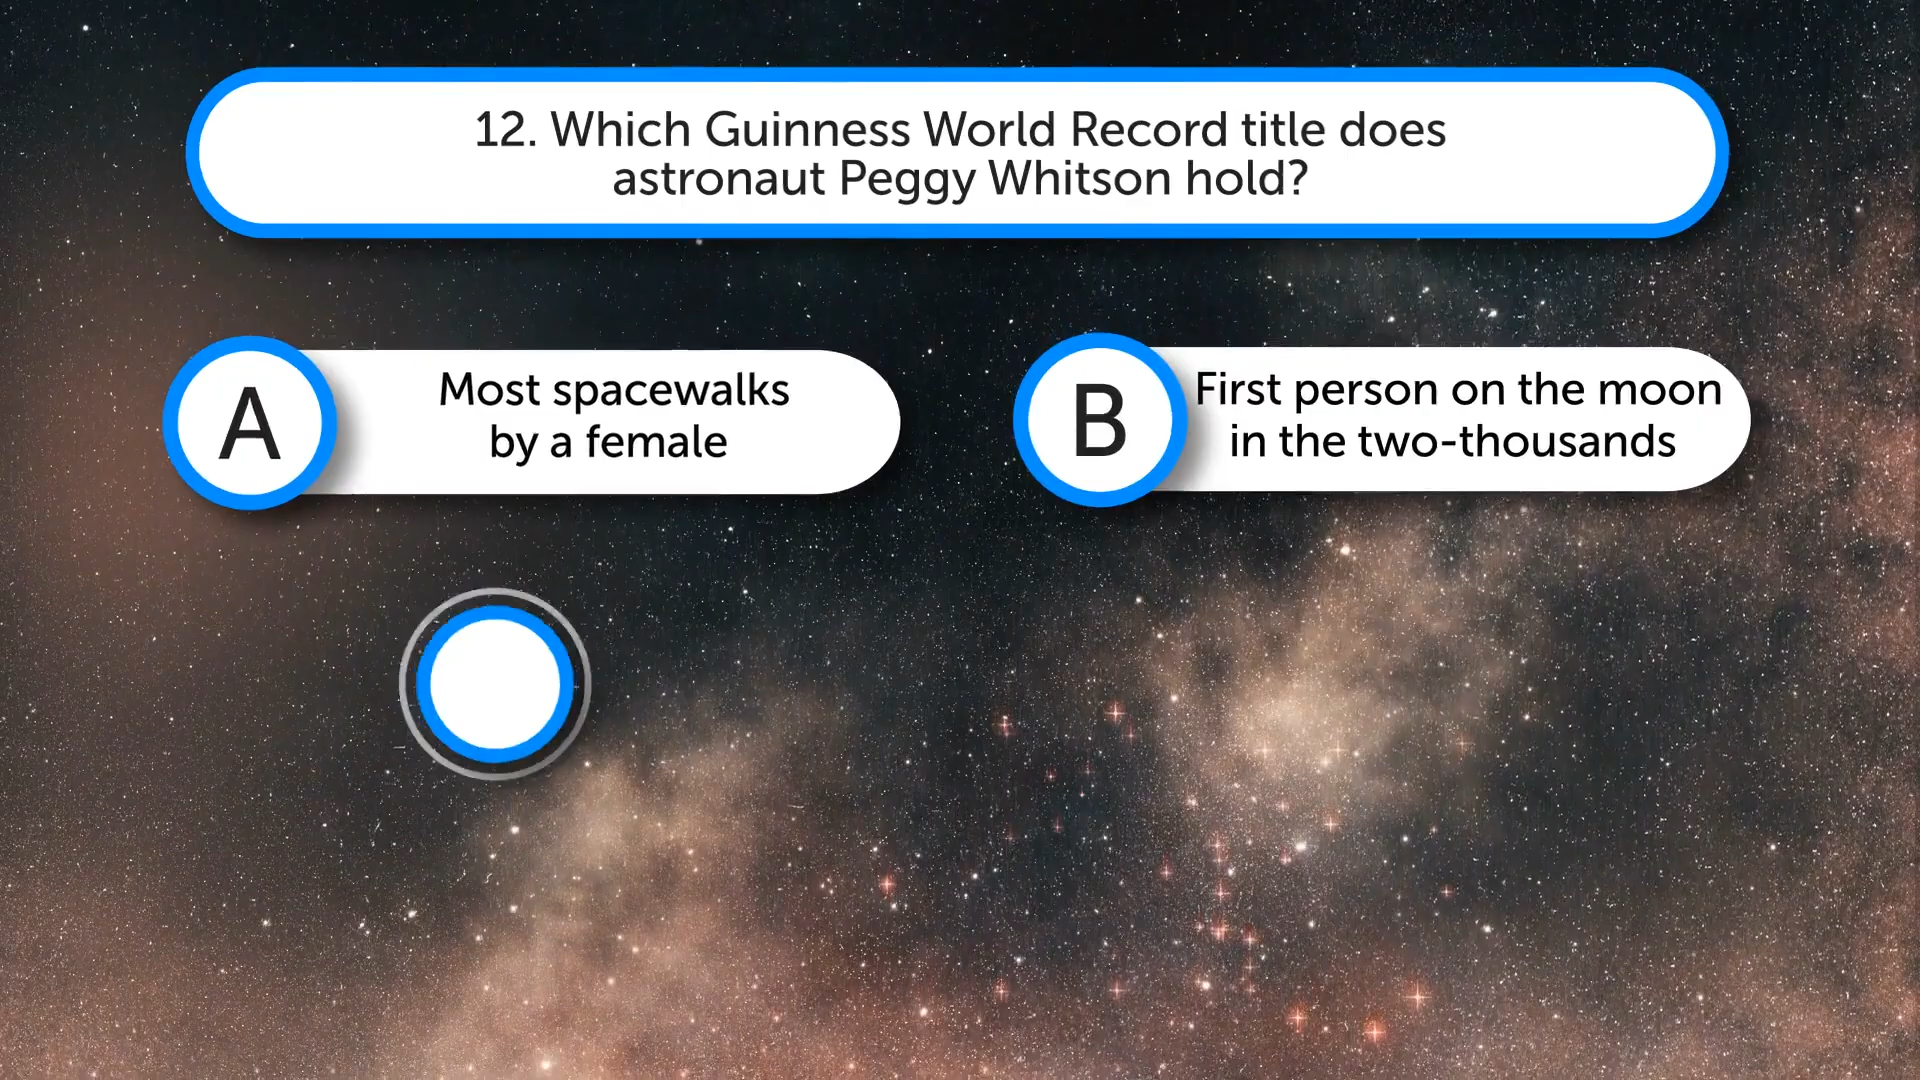 12. Which Guinness World Record title does
astronaut Peggy Whitson hold?
A
Most spacewalks
by a female
B
First person on the moon
in the two-thousands